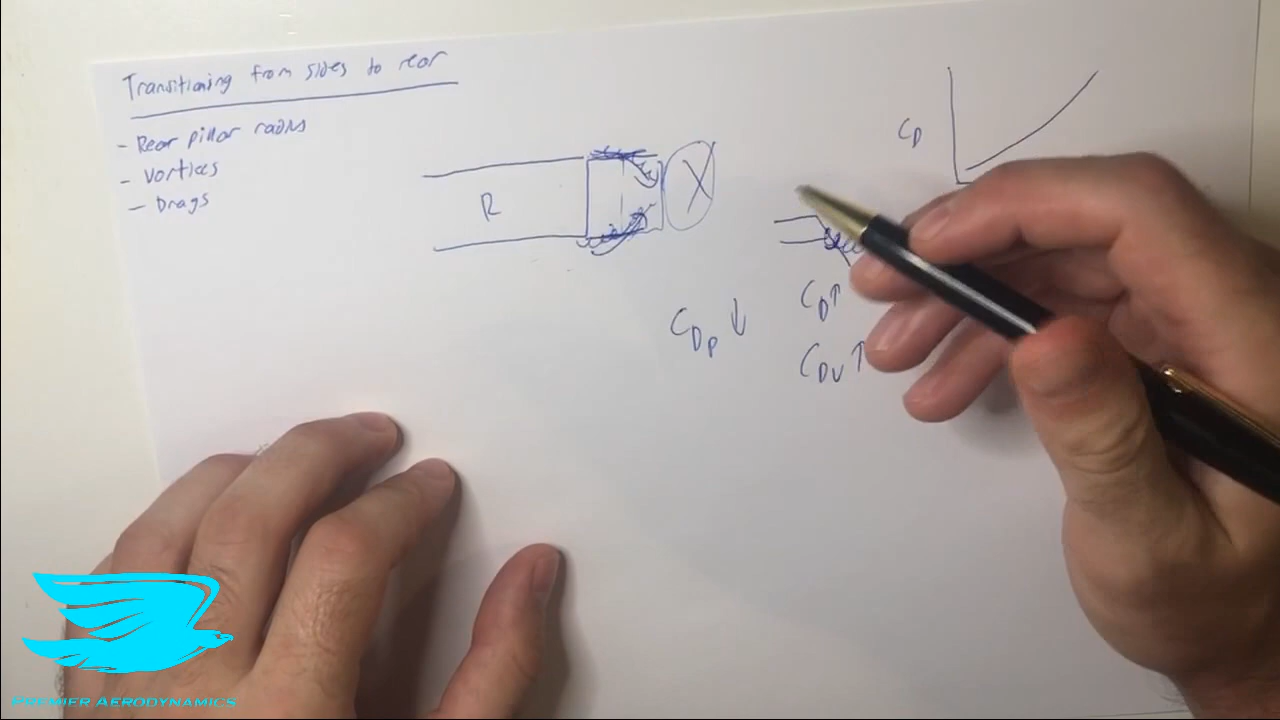 Transitioning from sides to rear
- Rear pillar radius
- Vortices
- Drags
R
X
CD
CD↑
CDP ↓
CDV ↑
PREMIER AERODYNAMICS